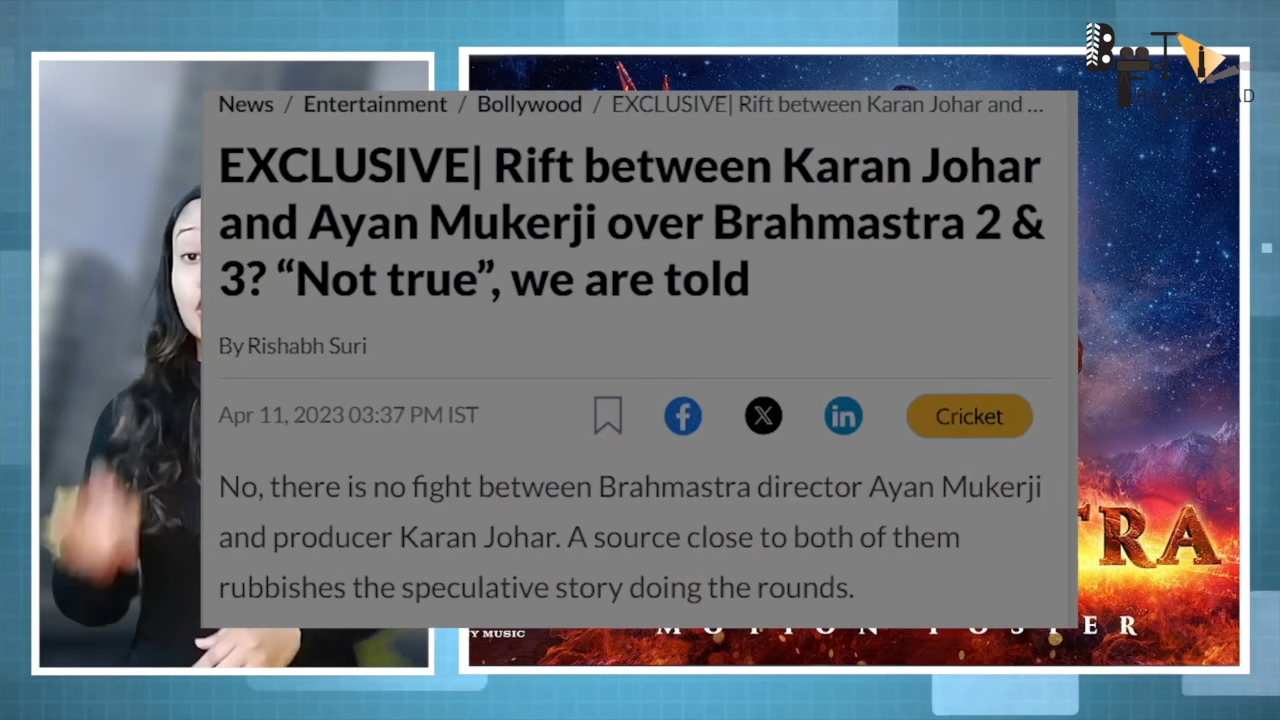 News / Entertainment / Bollywood / EXCLUSIVE| Rift between Karan Johar and ...
EXCLUSIVE| Rift between Karan Johar
and Ayan Mukerji over Brahmastra 2 &
3? “Not true”, we are told
By Rishabh Suri
Apr 11, 2023 03:37 PM IST
Cricket
No, there is no fight between Brahmastra director Ayan Mukerji
and producer Karan Johar. A source close to both of them
rubbishes the speculative story doing the rounds.
TRA
Y MUSIC
MOTION POSTER